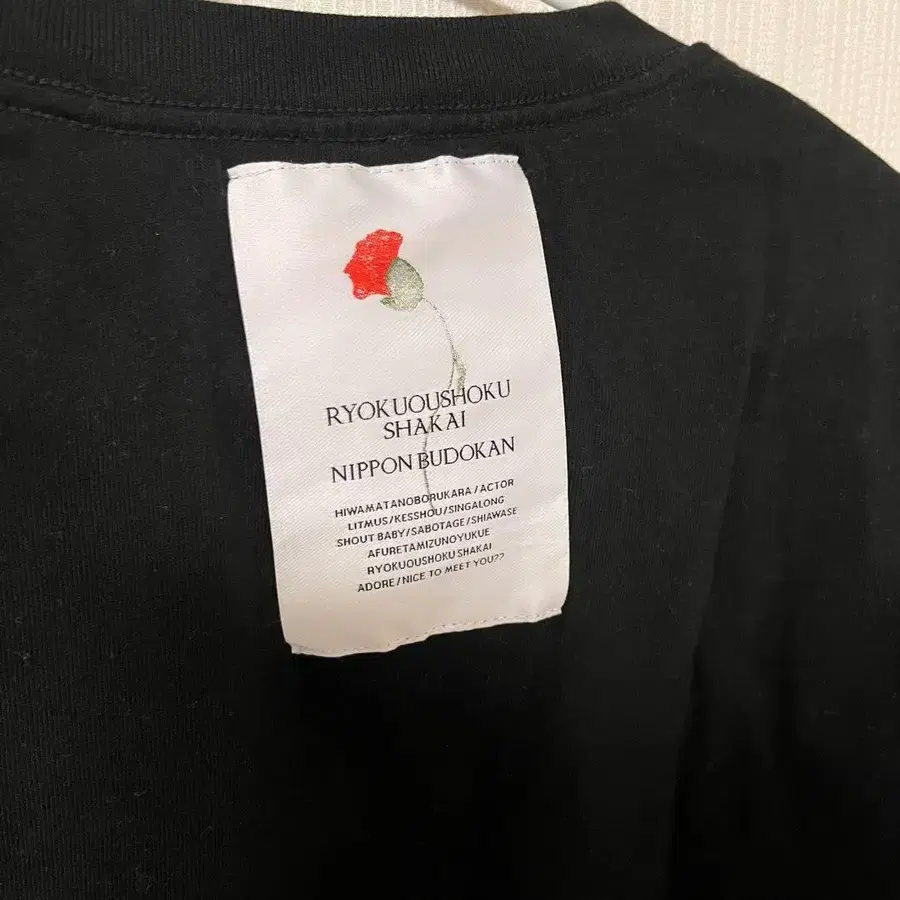 RYOKUOUSHOKU
SHAKAI
NIPPON BUDOKAN
HIWAMATANOBORUKARA/ACTOR
LITMUS/KESSHOU/SINGALONG
SHOUT BABY/SABOTAGE/SHIAWASE
AFURETAMIZUNOYUKUE
RYOKUOUSHOKU SHAKAI
ADORE/NICE TO MEET YOU??